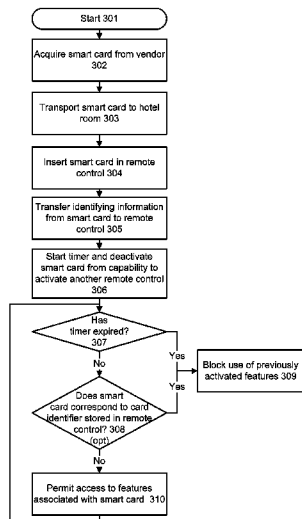 Start 301
Acquire smart card from vendor
302
Transport smart card to hotel
room 303
Insert smart card in remote
control 304
Transfer identifying information
from smart card to remote
control 305
Start timer and deactivate
smart card from capability to
activate another remote control
306
Has
timer expired?
307
Yes
No
Block use of previously
activated features 309
Yes
Does smart
card correspond to card
identifier stored in remote
control? 308
(opt)
No
Permit access to features
associated with smart card 310